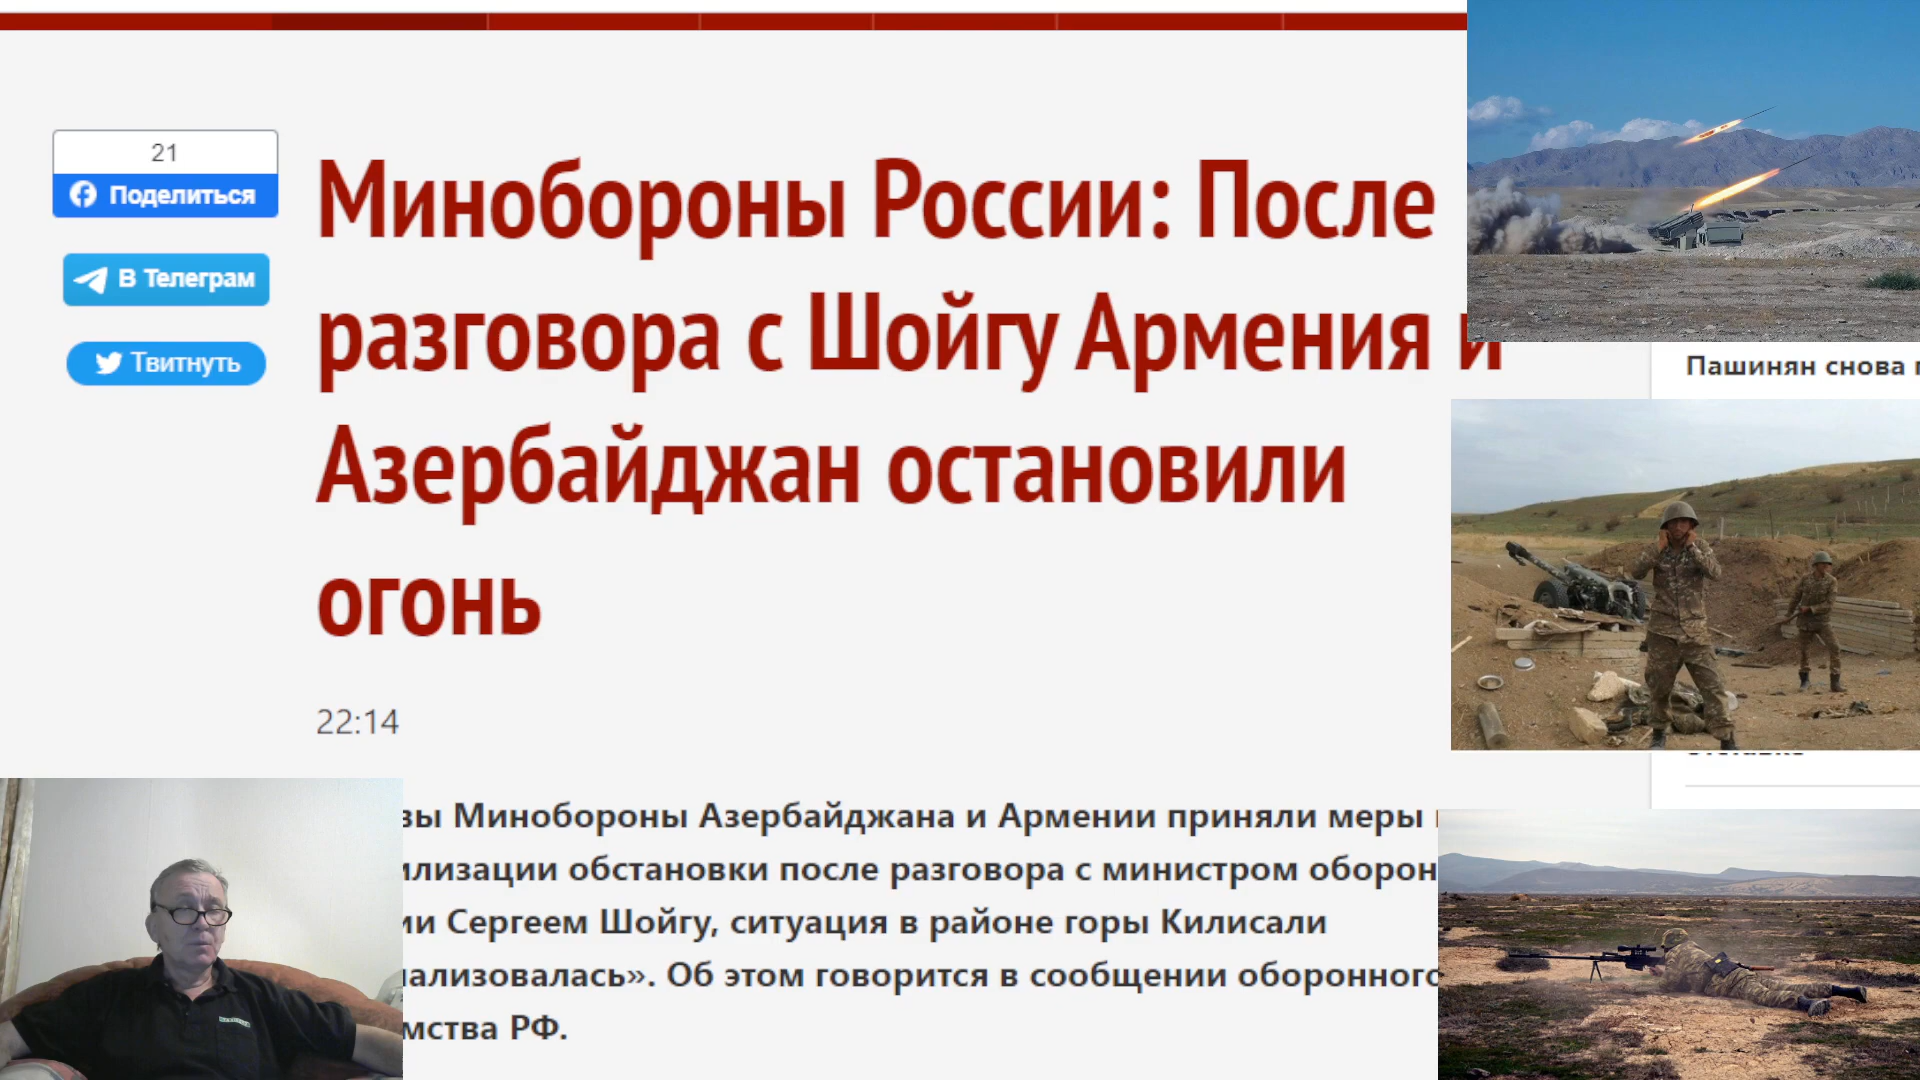 21
Поделиться
В Телеграм
Твитнуть
Минобороны России: После
разговора с Шойгу Армения и
Азербайджан остановили
огонь
22:14
Минобороны Азербайджана и Армении приняли меры
обстановки после разговора с министром
Сергеем Шойгу, ситуация в районе горы Килисали
Об этом говорится в сообщении оборонного
РФ.
Пашинян снова